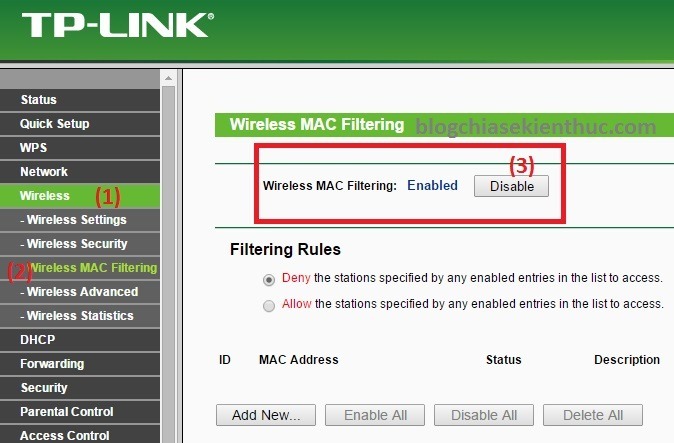 TP-LINK®
Status
Quick Setup
WPS
Network
Wireless (1)
- Wireless Settings
- Wireless Security
(2) Wireless MAC Filtering
- Wireless Advanced
- Wireless Statistics
DHCP
Forwarding
Security
Parental Control
Access Control
Wireless MAC Filtering blogchiasekienthuc.com
(3)
Wireless MAC Filtering: Enabled Disable
Filtering Rules
Deny the stations specified by any enabled entries in the list to access.
Allow the stations specified by any enabled entries in the list to access.
ID MAC Address Status Description
Add New... Enable All Disable All Delete All